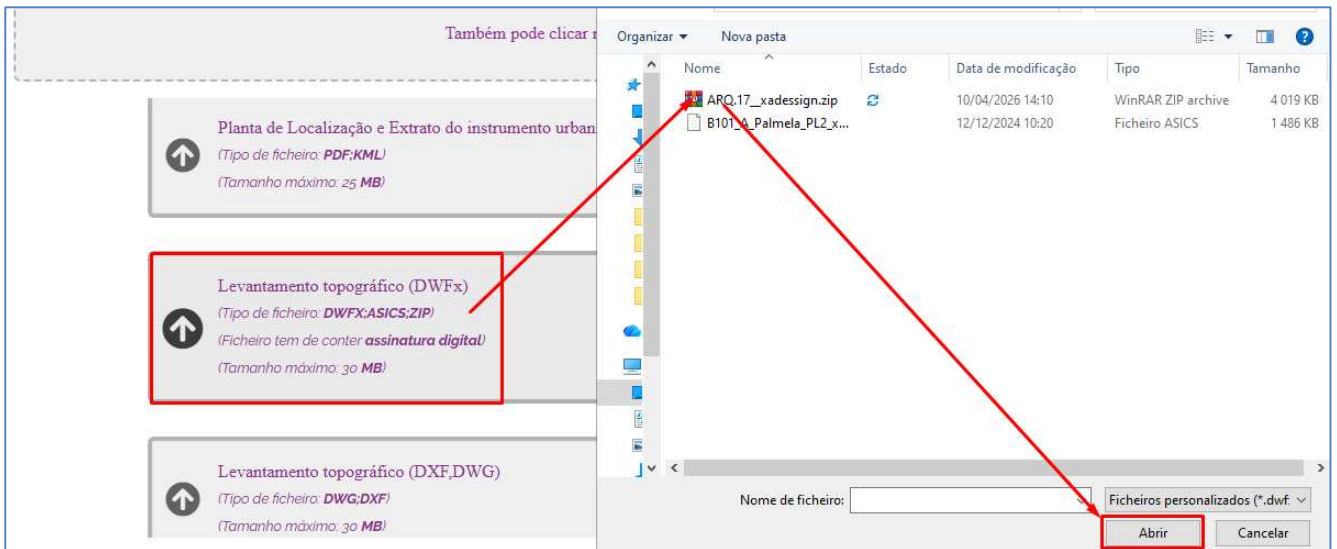 Também pode clicar
Planta de Localização e Extrato do instrumento urban
(Tipo de ficheiro: PDF;KML)
(Tamanho máximo: 25 MB)
Levantamento topográfico (DWFx)
(Tipo de ficheiro: DWFX;ASICS;ZIP)
(Ficheiro tem de conter assinatura digital)
(Tamanho máximo: 30 MB)
Levantamento topográfico (DXF,DWG)
(Tipo de ficheiro: DWG;DXF)
(Tamanho máximo: 30 MB)
Organizar Nova pasta
Nome Estado Data de modificação Tipo Tamanho
ARQ.17__xadessign.zip 10/04/2026 14:10 WinRAR ZIP archive 4 019 KB
B101_A_Palmela_PL2_x... 12/12/2024 10:20 Ficheiro ASICS 1 486 KB
Nome de ficheiro: Ficheiros personalizados (*.dwf:
Abrir Cancelar